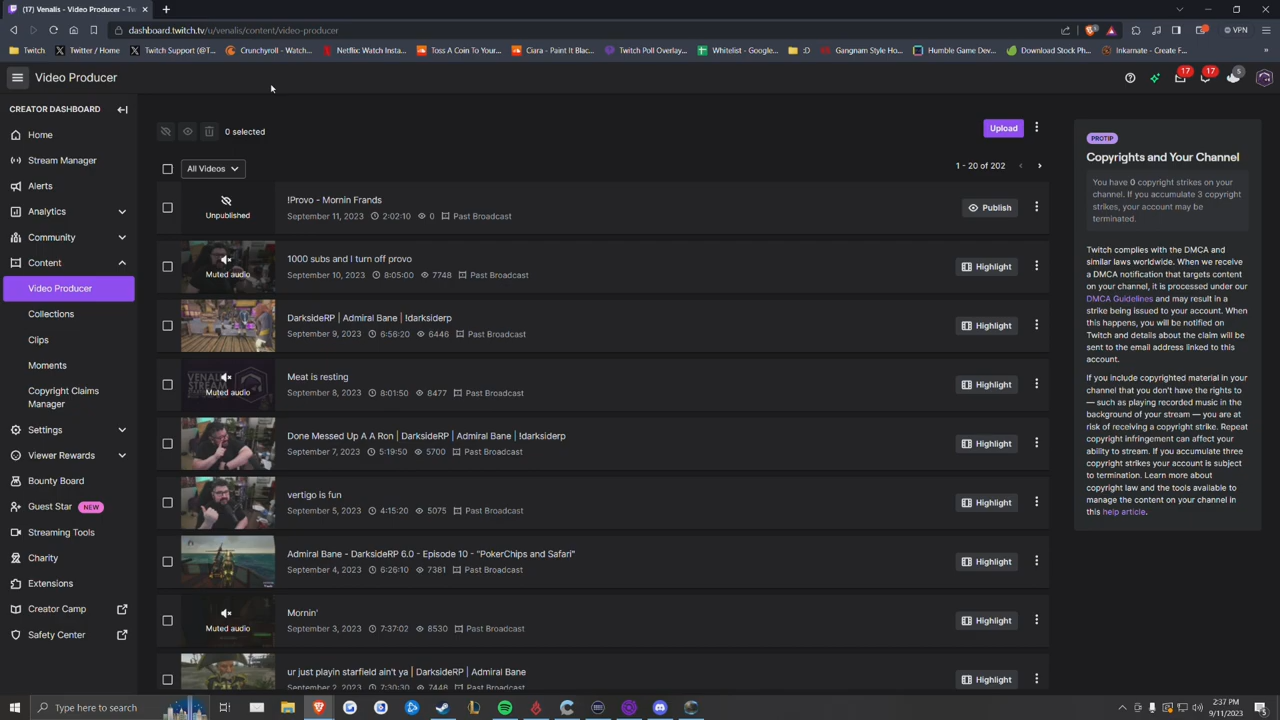 (17) Venalis - Video Producer
dashboard.twitch.tv/u/venalis/content/video-producer
VPN
Twitch
Twitter / Home
Twitch Support (@T...
Crunchyroll - Watch...
Netflix: Watch Insta...
Toss A Coin To Your...
Ciara - Paint It Blac...
Twitch Poll Overlay...
Whitelist - Google...
:D
Gangnam Style Ho...
Humble Game Dev...
Download Stock Ph...
Inkarnate - Create F...
Video Producer
17
17
5
CREATOR DASHBOARD
Home
Stream Manager
Alerts
Analytics
Community
Content
Video Producer
Collections
Clips
Moments
Copyright Claims
Manager
Settings
Viewer Rewards
Bounty Board
Guest Star NEW
Streaming Tools
Charity
Extensions
Creator Camp
Safety Center
0 selected
Upload
All Videos
1 - 20 of 202
Unpublished
!Provo - Mornin Frands
September 11, 2023 2:02:10 0 Past Broadcast
Publish
Muted audio
1000 subs and I turn off provo
September 10, 2023 8:05:00 7748 Past Broadcast
Highlight
DarksideRP | Admiral Bane | !darksiderp
September 9, 2023 6:56:20 6446 Past Broadcast
Highlight
Muted audio
Meat is resting
September 8, 2023 8:01:50 8477 Past Broadcast
Highlight
Done Messed Up A A Ron | DarksideRP | Admiral Bane | !darksiderp
September 7, 2023 5:19:50 5700 Past Broadcast
Highlight
vertigo is fun
September 5, 2023 4:15:20 5075 Past Broadcast
Highlight
Admiral Bane - DarksideRP 6.0 - Episode 10 - "PokerChips and Safari"
September 4, 2023 6:26:10 7381 Past Broadcast
Highlight
Muted audio
Mornin'
September 3, 2023 7:37:02 8530 Past Broadcast
Highlight
ur just playin starfield ain't ya | DarksideRP | Admiral Bane
September 2, 2023 7:30:30 7448 Past Broadcast
Highlight
PROTIP
Copyrights and Your Channel
You have 0 copyright strikes on your
channel. If you accumulate 3 copyright
strikes, your account may be
terminated.
Twitch complies with the DMCA and
similar laws worldwide. When we receive
a DMCA notification that targets content
on your channel, it is processed under our
DMCA Guidelines and may result in a
strike being issued to your account. When
this happens, you will be notified on
Twitch and details about the claim will be
sent to the email address linked to this
account.
If you include copyrighted material in your
channel that you don't have the rights to
— such as playing recorded music in the
background of your stream — you are at
risk of receiving a copyright strike. Repeat
copyright infringement can affect your
ability to stream. If you accumulate three
copyright strikes your account is subject
to termination. Learn more about
copyright law and the tools available to
manage the content on your channel in
this help article.
Type here to search
2:37 PM
9/11/2023
5